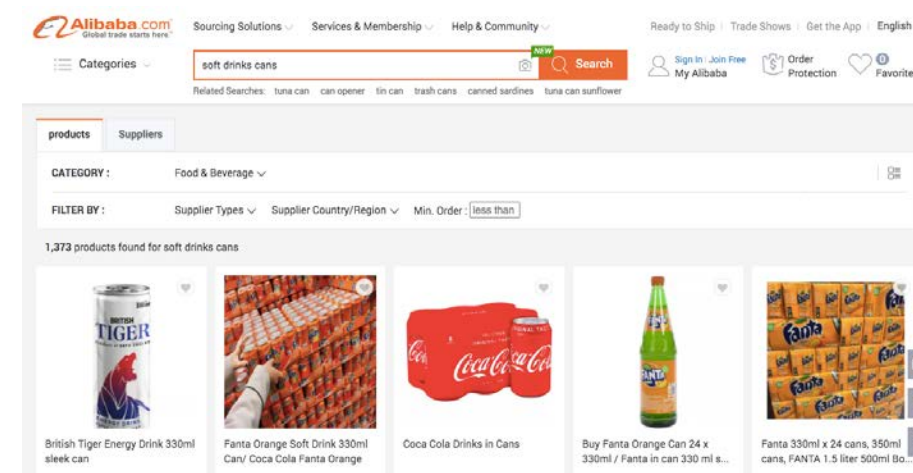 Alibaba.com
Global trade starts here.™
Sourcing Solutions Services & Membership Help & Community
Ready to Ship Trade Shows Get the App English
Categories
soft drinks cans
NEW
Search
Sign In Join Free
My Alibaba
Order
Protection
0
Favorite
Related Searches: tuna can can opener tin can trash cans canned sardines tuna can sunflower
products Suppliers
CATEGORY : Food & Beverage
FILTER BY : Supplier Types Supplier Country/Region Min. Order : less than
1,373 products found for soft drinks cans
BRITISH
TIGER
Coca-Cola
FANTA
Fanta
Fanta
Fanta
British Tiger Energy Drink 330ml
sleek can
Fanta Orange Soft Drink 330ml
Can/ Coca Cola Fanta Orange
Coca Cola Drinks in Cans
Buy Fanta Orange Can 24 x
330ml / Fanta in can 330 ml s...
Fanta 330ml x 24 cans, 350ml
cans, FANTA 1.5 liter 500ml Bo...